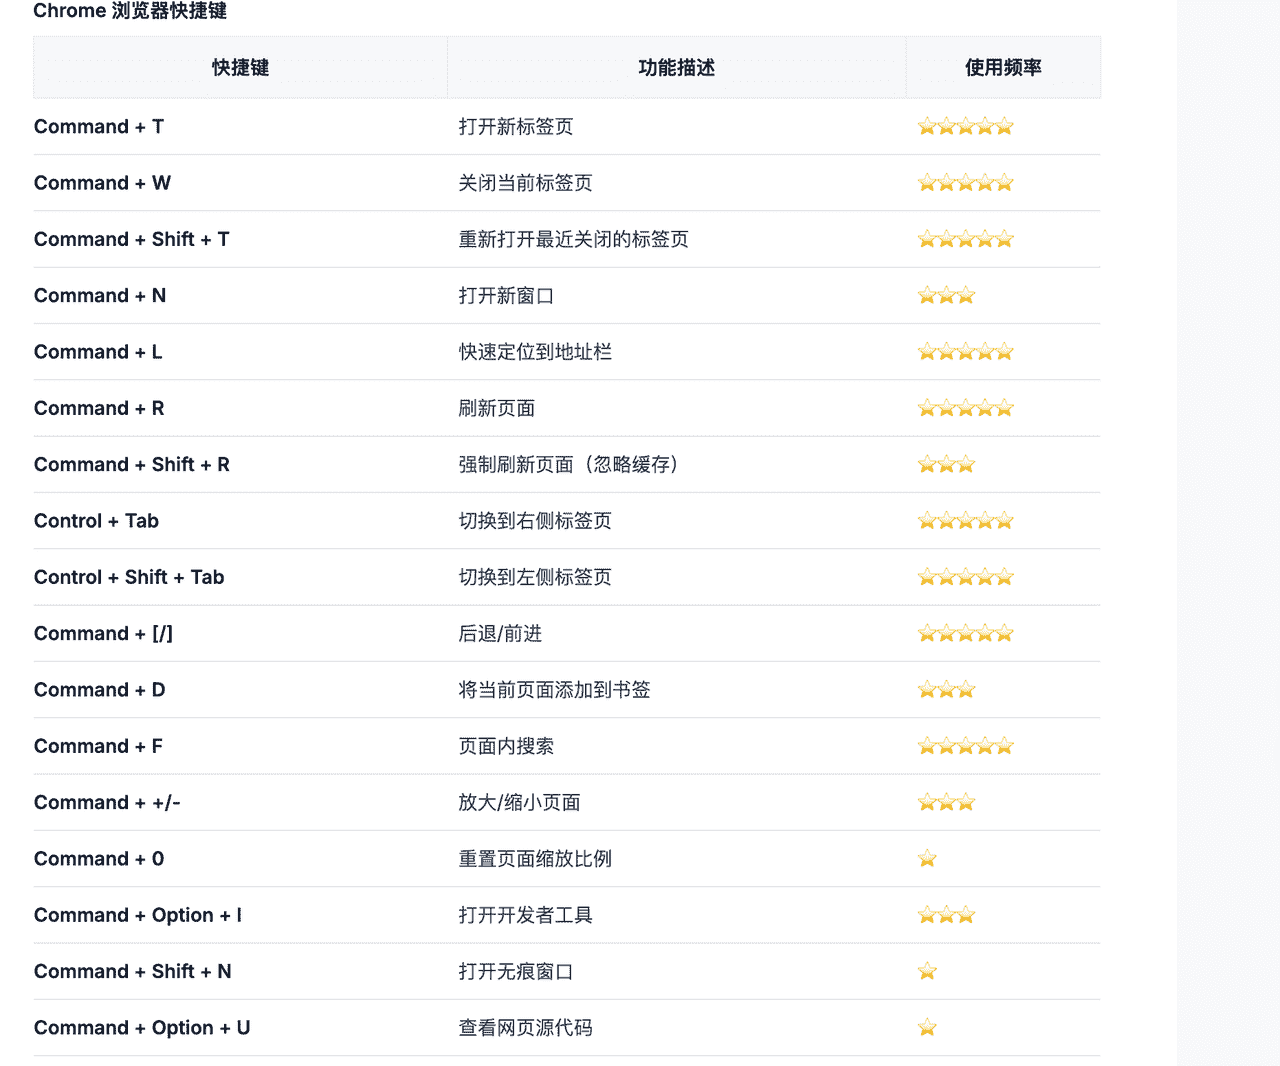 Chrome 浏览器快捷键
快捷键 功能描述 使用频率
Command + T 打开新标签页 ⭐⭐⭐⭐⭐
Command + W 关闭当前标签页 ⭐⭐⭐⭐⭐
Command + Shift + T 重新打开最近关闭的标签页 ⭐⭐⭐⭐⭐
Command + N 打开新窗口 ⭐⭐⭐
Command + L 快速定位到地址栏 ⭐⭐⭐⭐⭐
Command + R 刷新页面 ⭐⭐⭐⭐⭐
Command + Shift + R 强制刷新页面（忽略缓存） ⭐⭐⭐
Control + Tab 切换到右侧标签页 ⭐⭐⭐⭐⭐
Control + Shift + Tab 切换到左侧标签页 ⭐⭐⭐⭐⭐
Command + [/] 后退/前进 ⭐⭐⭐⭐⭐
Command + D 将当前页面添加到书签 ⭐⭐⭐
Command + F 页面内搜索 ⭐⭐⭐⭐⭐
Command + +/- 放大/缩小页面 ⭐⭐⭐
Command + 0 重置页面缩放比例 ⭐
Command + Option + I 打开开发者工具 ⭐⭐⭐
Command + Shift + N 打开无痕窗口 ⭐
Command + Option + U 查看网页源代码 ⭐